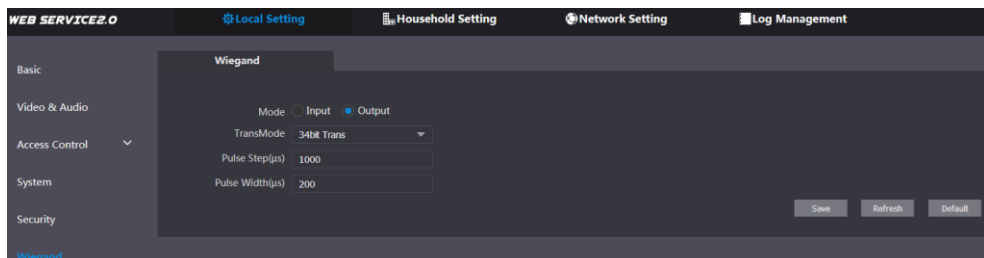 WEB SERVICE2.0 Local Setting Household Setting Network Setting Log Management
Wiegand
Basic
Video & Audio
Mode Input Output
TransMode 34bit Trans
Access Control
Pulse Step(μs) 1000
System
Pulse Width(μs) 200
Save Refresh Default
Security
Wiegand